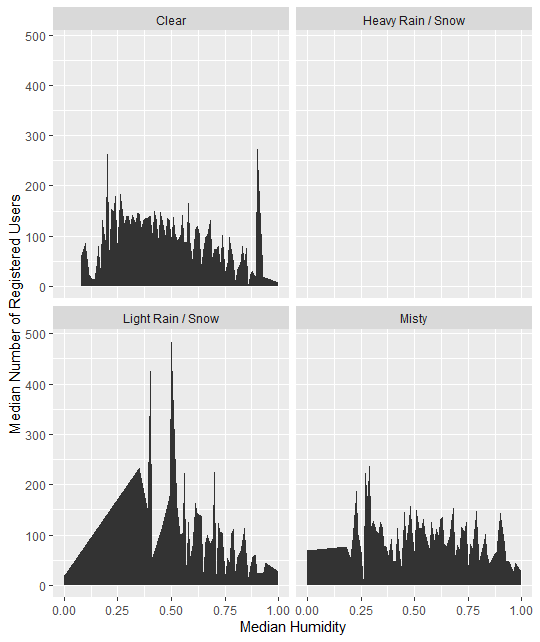 Clear
Heavy Rain / Snow
500
400
300
200
100
0
Light Rain / Snow
Misty
500
400
300
200
100
0
0.00 0.25 0.50 0.75 1.00 0.00 0.25 0.50 0.75 1.00
Median Humidity
Median Number of Registered Users